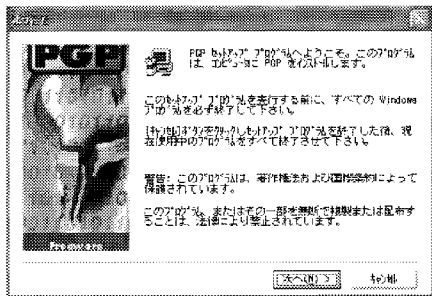 ようこそ
PGP
PGP セットアップ プログラムへようこそ。このプログラム
は、コンピュータに PGP をインストールします。
このセットアップ プログラムを実行する前に、すべての Windows
プログラムを必ず終了して下さい。
[キャンセル]ボタンをクリックしセットアップ プログラムを終了した後、現
在使用中のプログラムをすべて終了させて下さい。
警告: このプログラムは、著作権法および国際条約によって
保護されています。
このプログラム、またはその一部を無断で複製または配布す
ることは、法律により禁止されています。
次へ(N) >
キャンセル